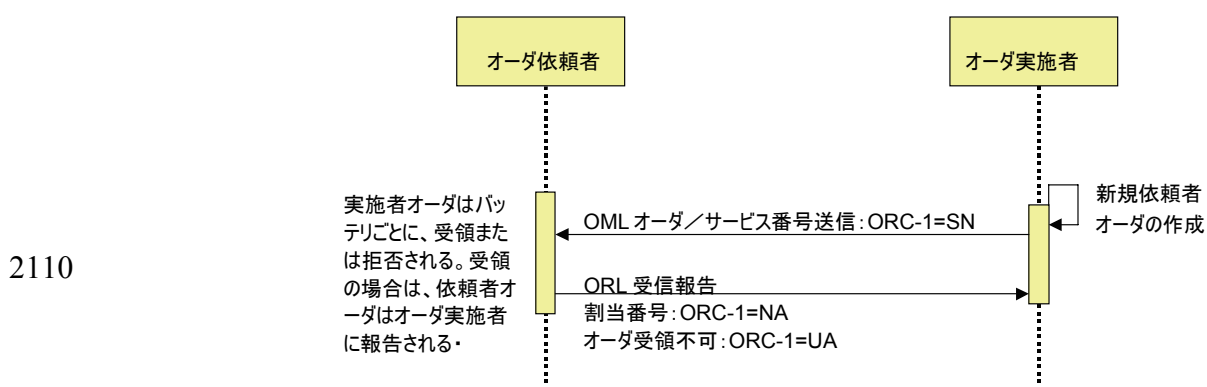 オーダ依頼者
オーダ実施者
新規依頼者
オーダの作成
実施者オーダはバッ
テリごとに、受領また
は拒否される。受領
の場合は、依頼者オ
ーダはオーダ実施者
に報告される・
OML オーダ／サービス番号送信：ORC-1=SN
2110
ORL 受信報告
割当番号：ORC-1=NA
オーダ受領不可：ORC-1=UA